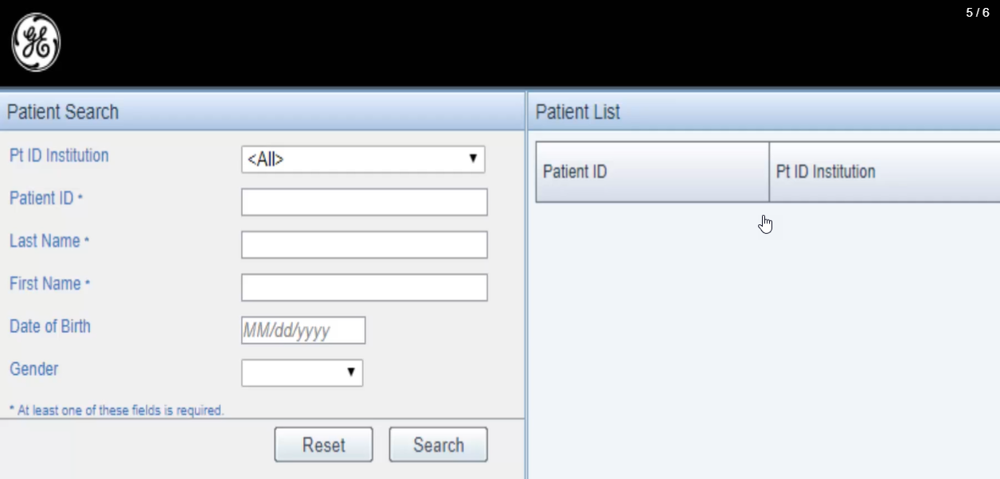 5 / 6
GE
Patient Search
Patient List
Pt ID Institution
<All>
Patient ID *
Last Name *
First Name *
Date of Birth
MM/dd/yyyy
Gender
* At least one of these fields is required.
Reset
Search
Patient ID
Pt ID Institution